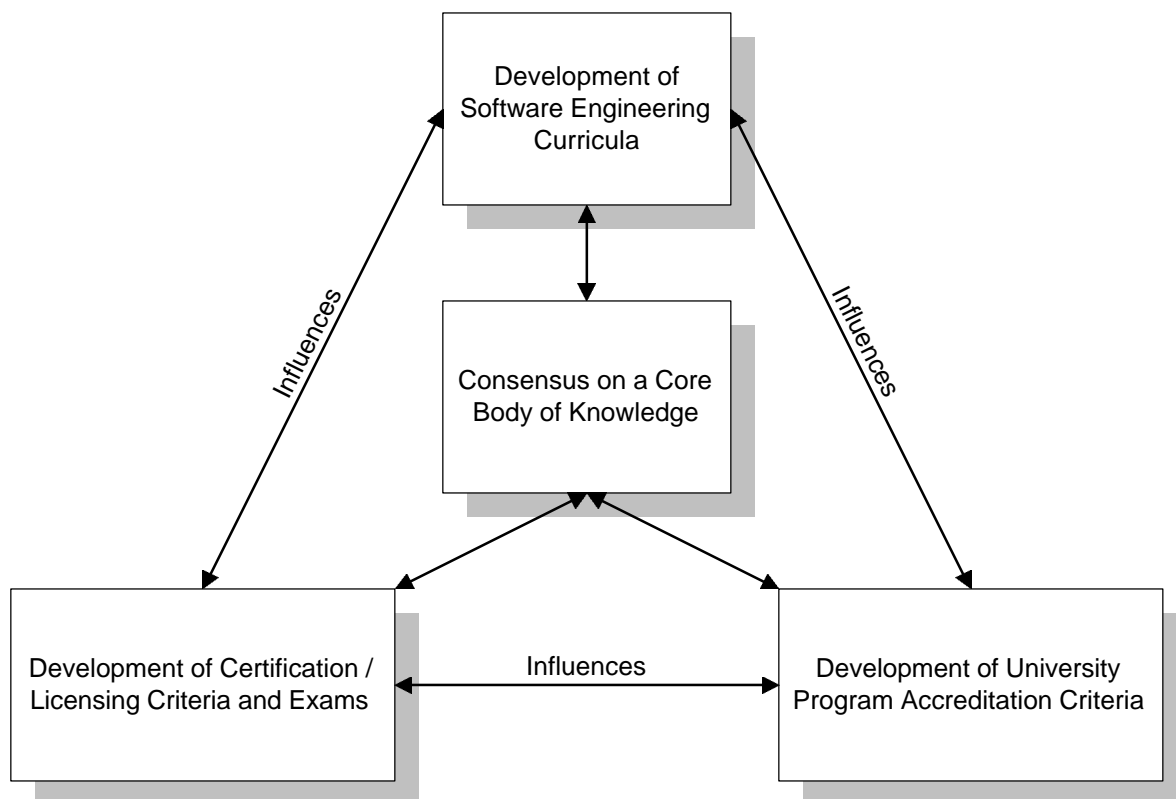 Development of
Software Engineering
Curricula
Influences
Influences
Consensus on a Core
Body of Knowledge
Development of Certification /
Licensing Criteria and Exams
Influences
Development of University
Program Accreditation Criteria